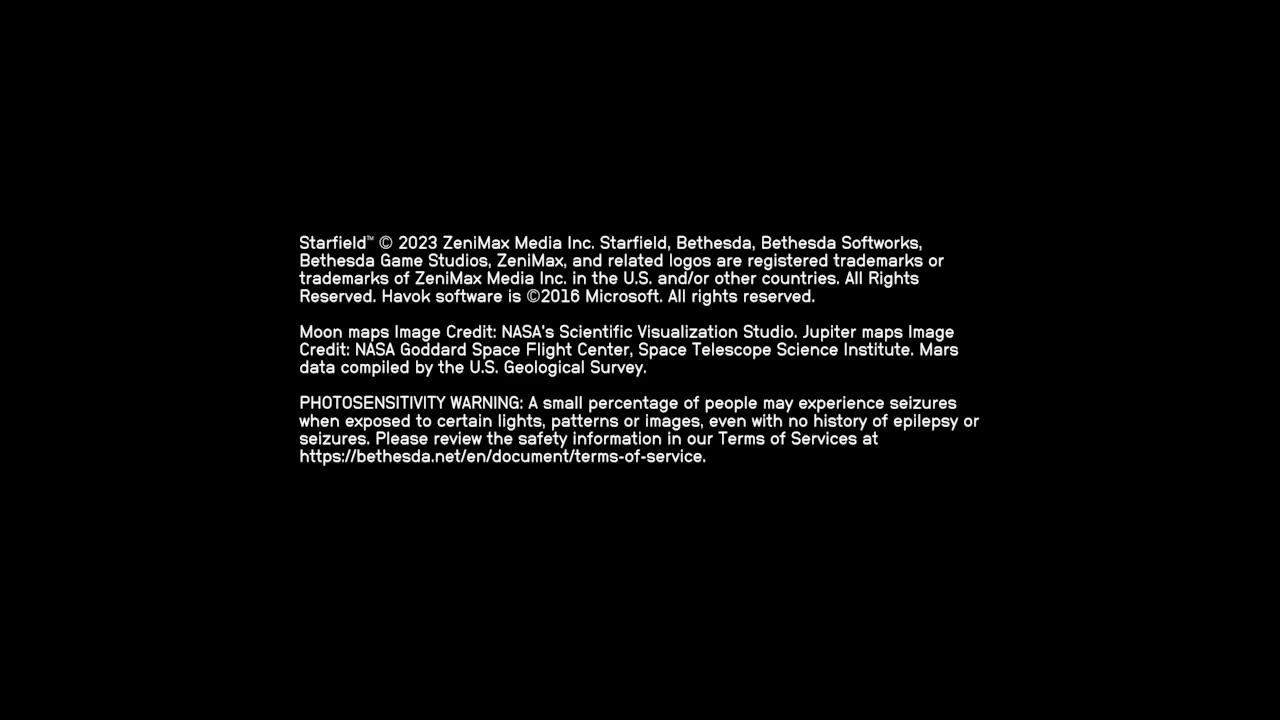 Starfield™ © 2023 ZeniMax Media Inc. Starfield, Bethesda, Bethesda Softworks,
Bethesda Game Studios, ZeniMax, and related logos are registered trademarks or
trademarks of ZeniMax Media Inc. in the U.S. and/or other countries. All Rights
Reserved. Havok software is ©2016 Microsoft. All rights reserved.
Moon maps Image Credit: NASA's Scientific Visualization Studio. Jupiter maps Image
Credit: NASA Goddard Space Flight Center, Space Telescope Science Institute. Mars
data compiled by the U.S. Geological Survey.
PHOTOSENSITIVITY WARNING: A small percentage of people may experience seizures
when exposed to certain lights, patterns or images, even with no history of epilepsy or
seizures. Please review the safety information in our Terms of Services at
https://bethesda.net/en/document/terms-of-service.